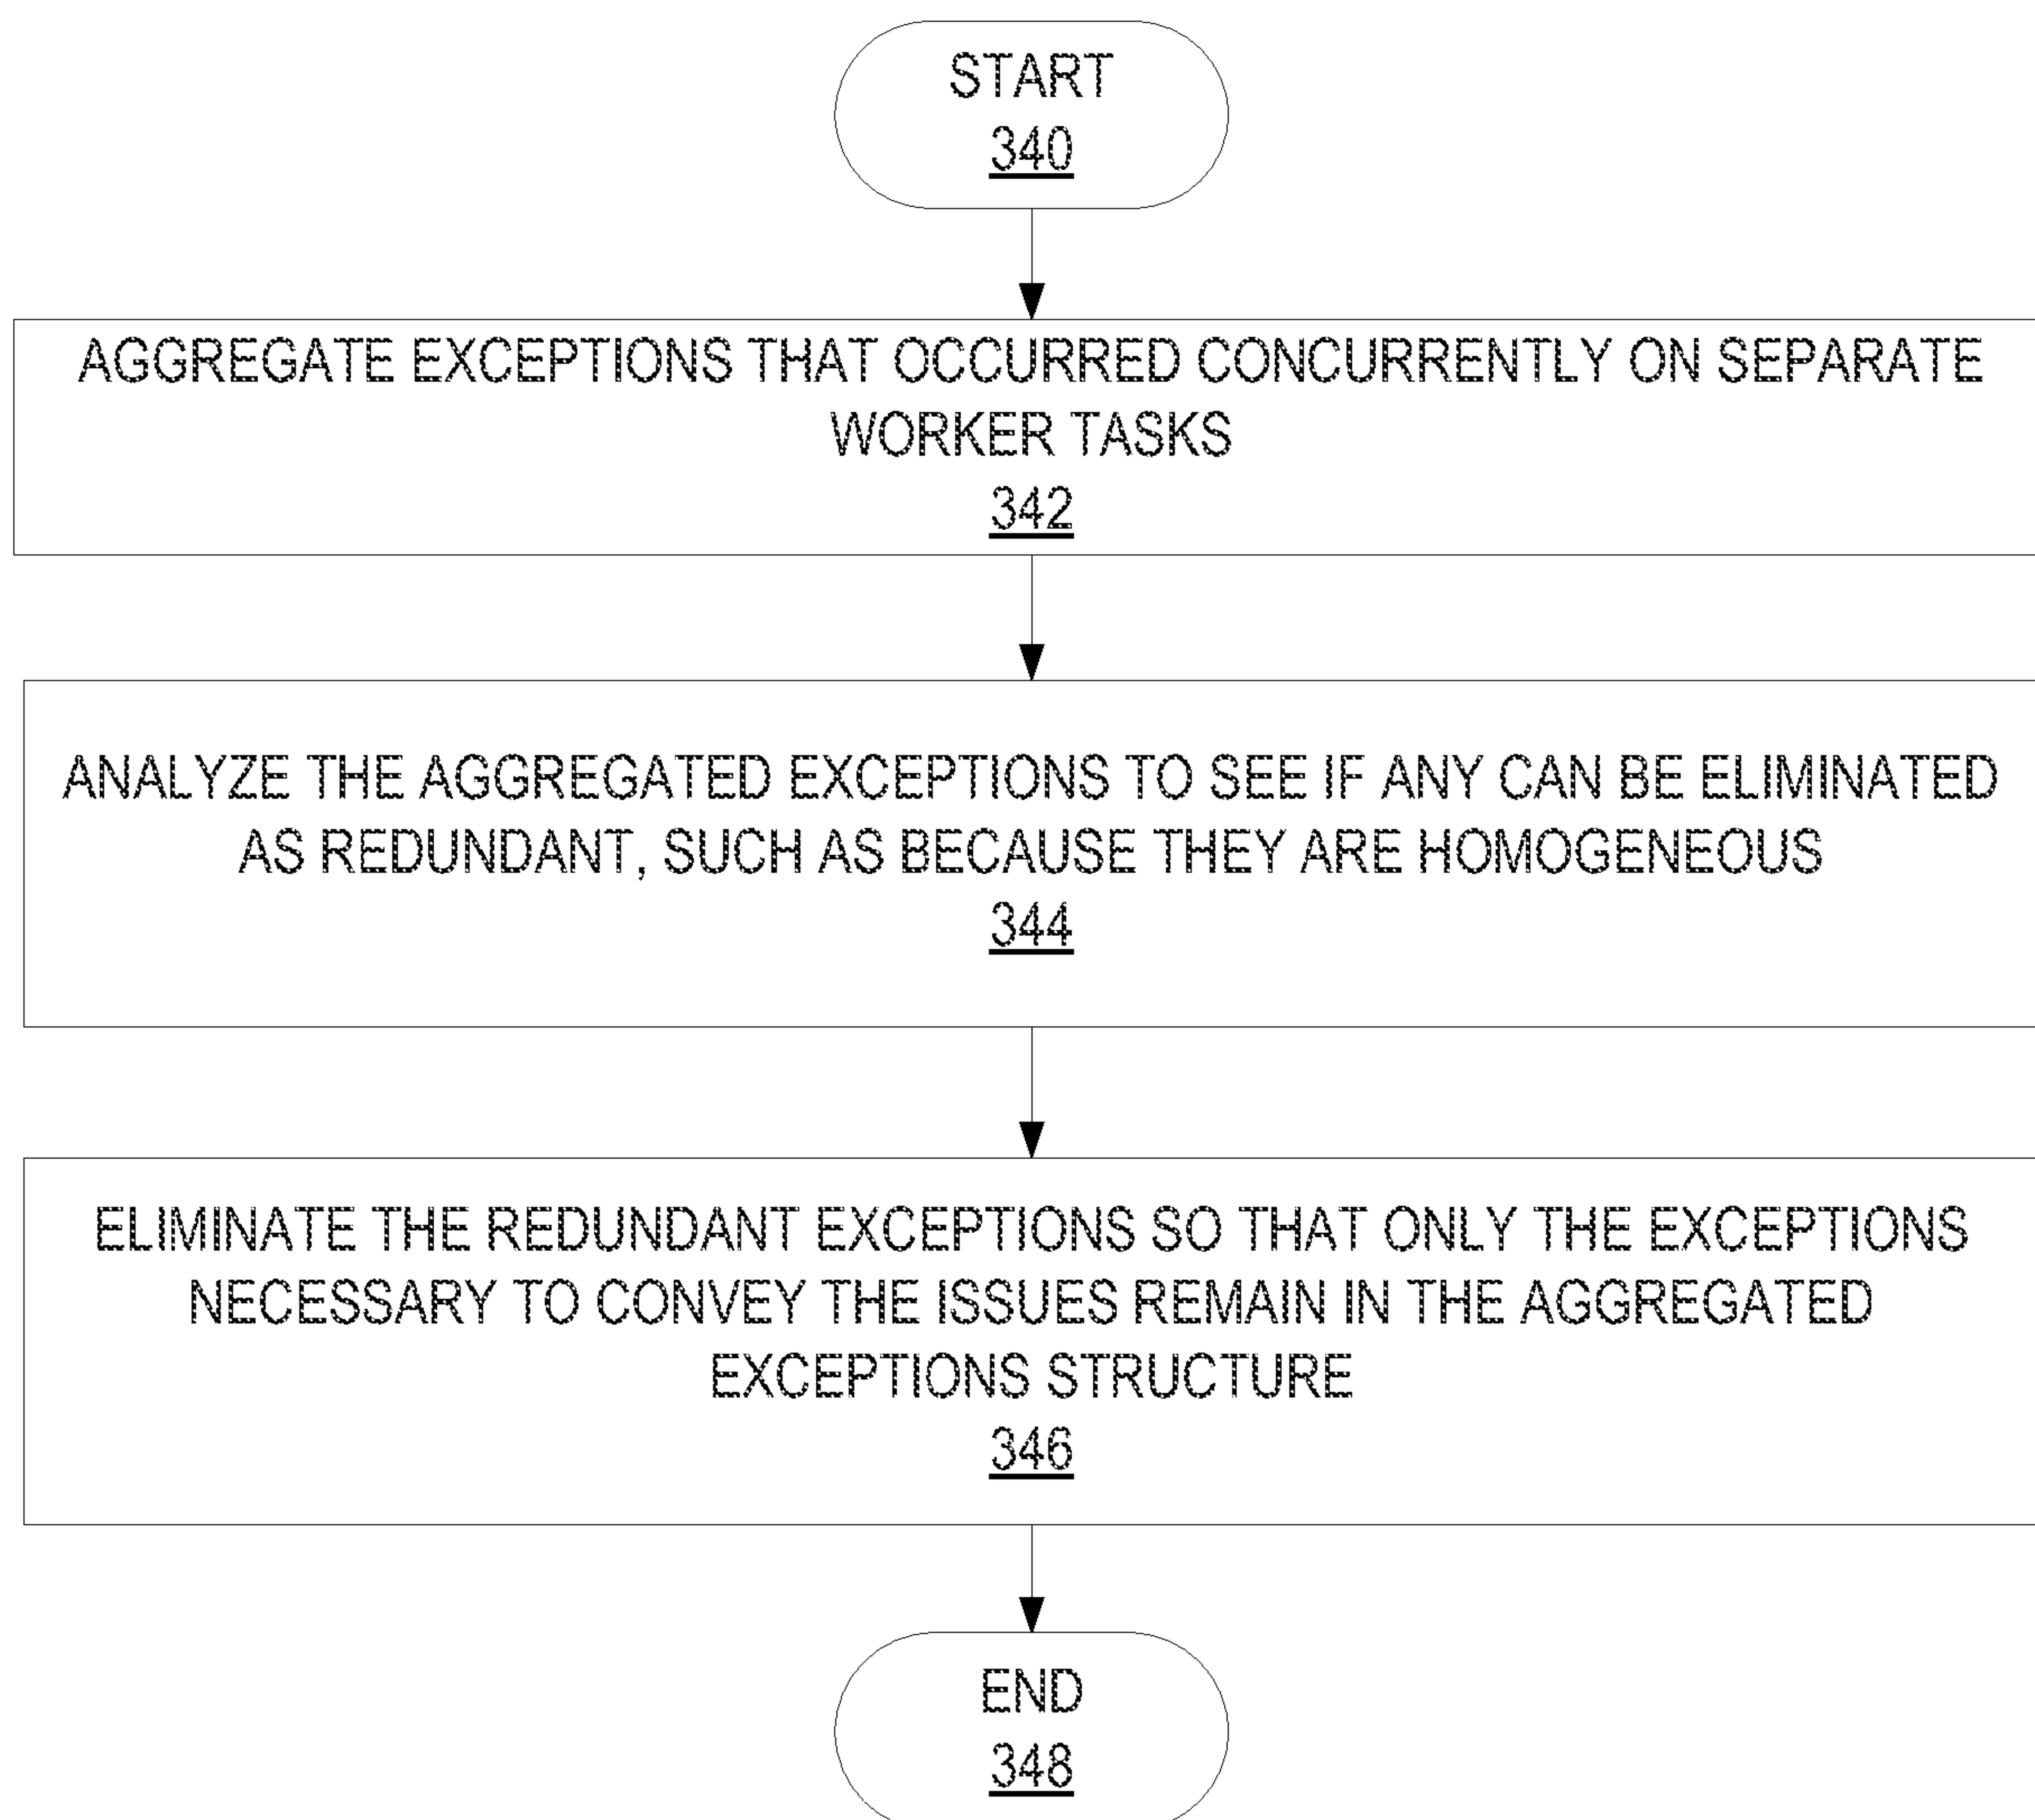 START
340
AGGREGATE EXCEPTIONS THAT OCCURRED CONCURRENTLY ON SEPARATE
WORKER TASKS
342
ANALYZE THE AGGREGATED EXCEPTIONS TO SEE IF ANY CAN BE ELIMINATED
AS REDUNDANT, SUCH AS BECAUSE THEY ARE HOMOGENEOUS
344
ELIMINATE THE REDUNDANT EXCEPTIONS SO THAT ONLY THE EXCEPTIONS
NECESSARY TO CONVEY THE ISSUES REMAIN IN THE AGGREGATED
EXCEPTIONS STRUCTURE
346
END
348